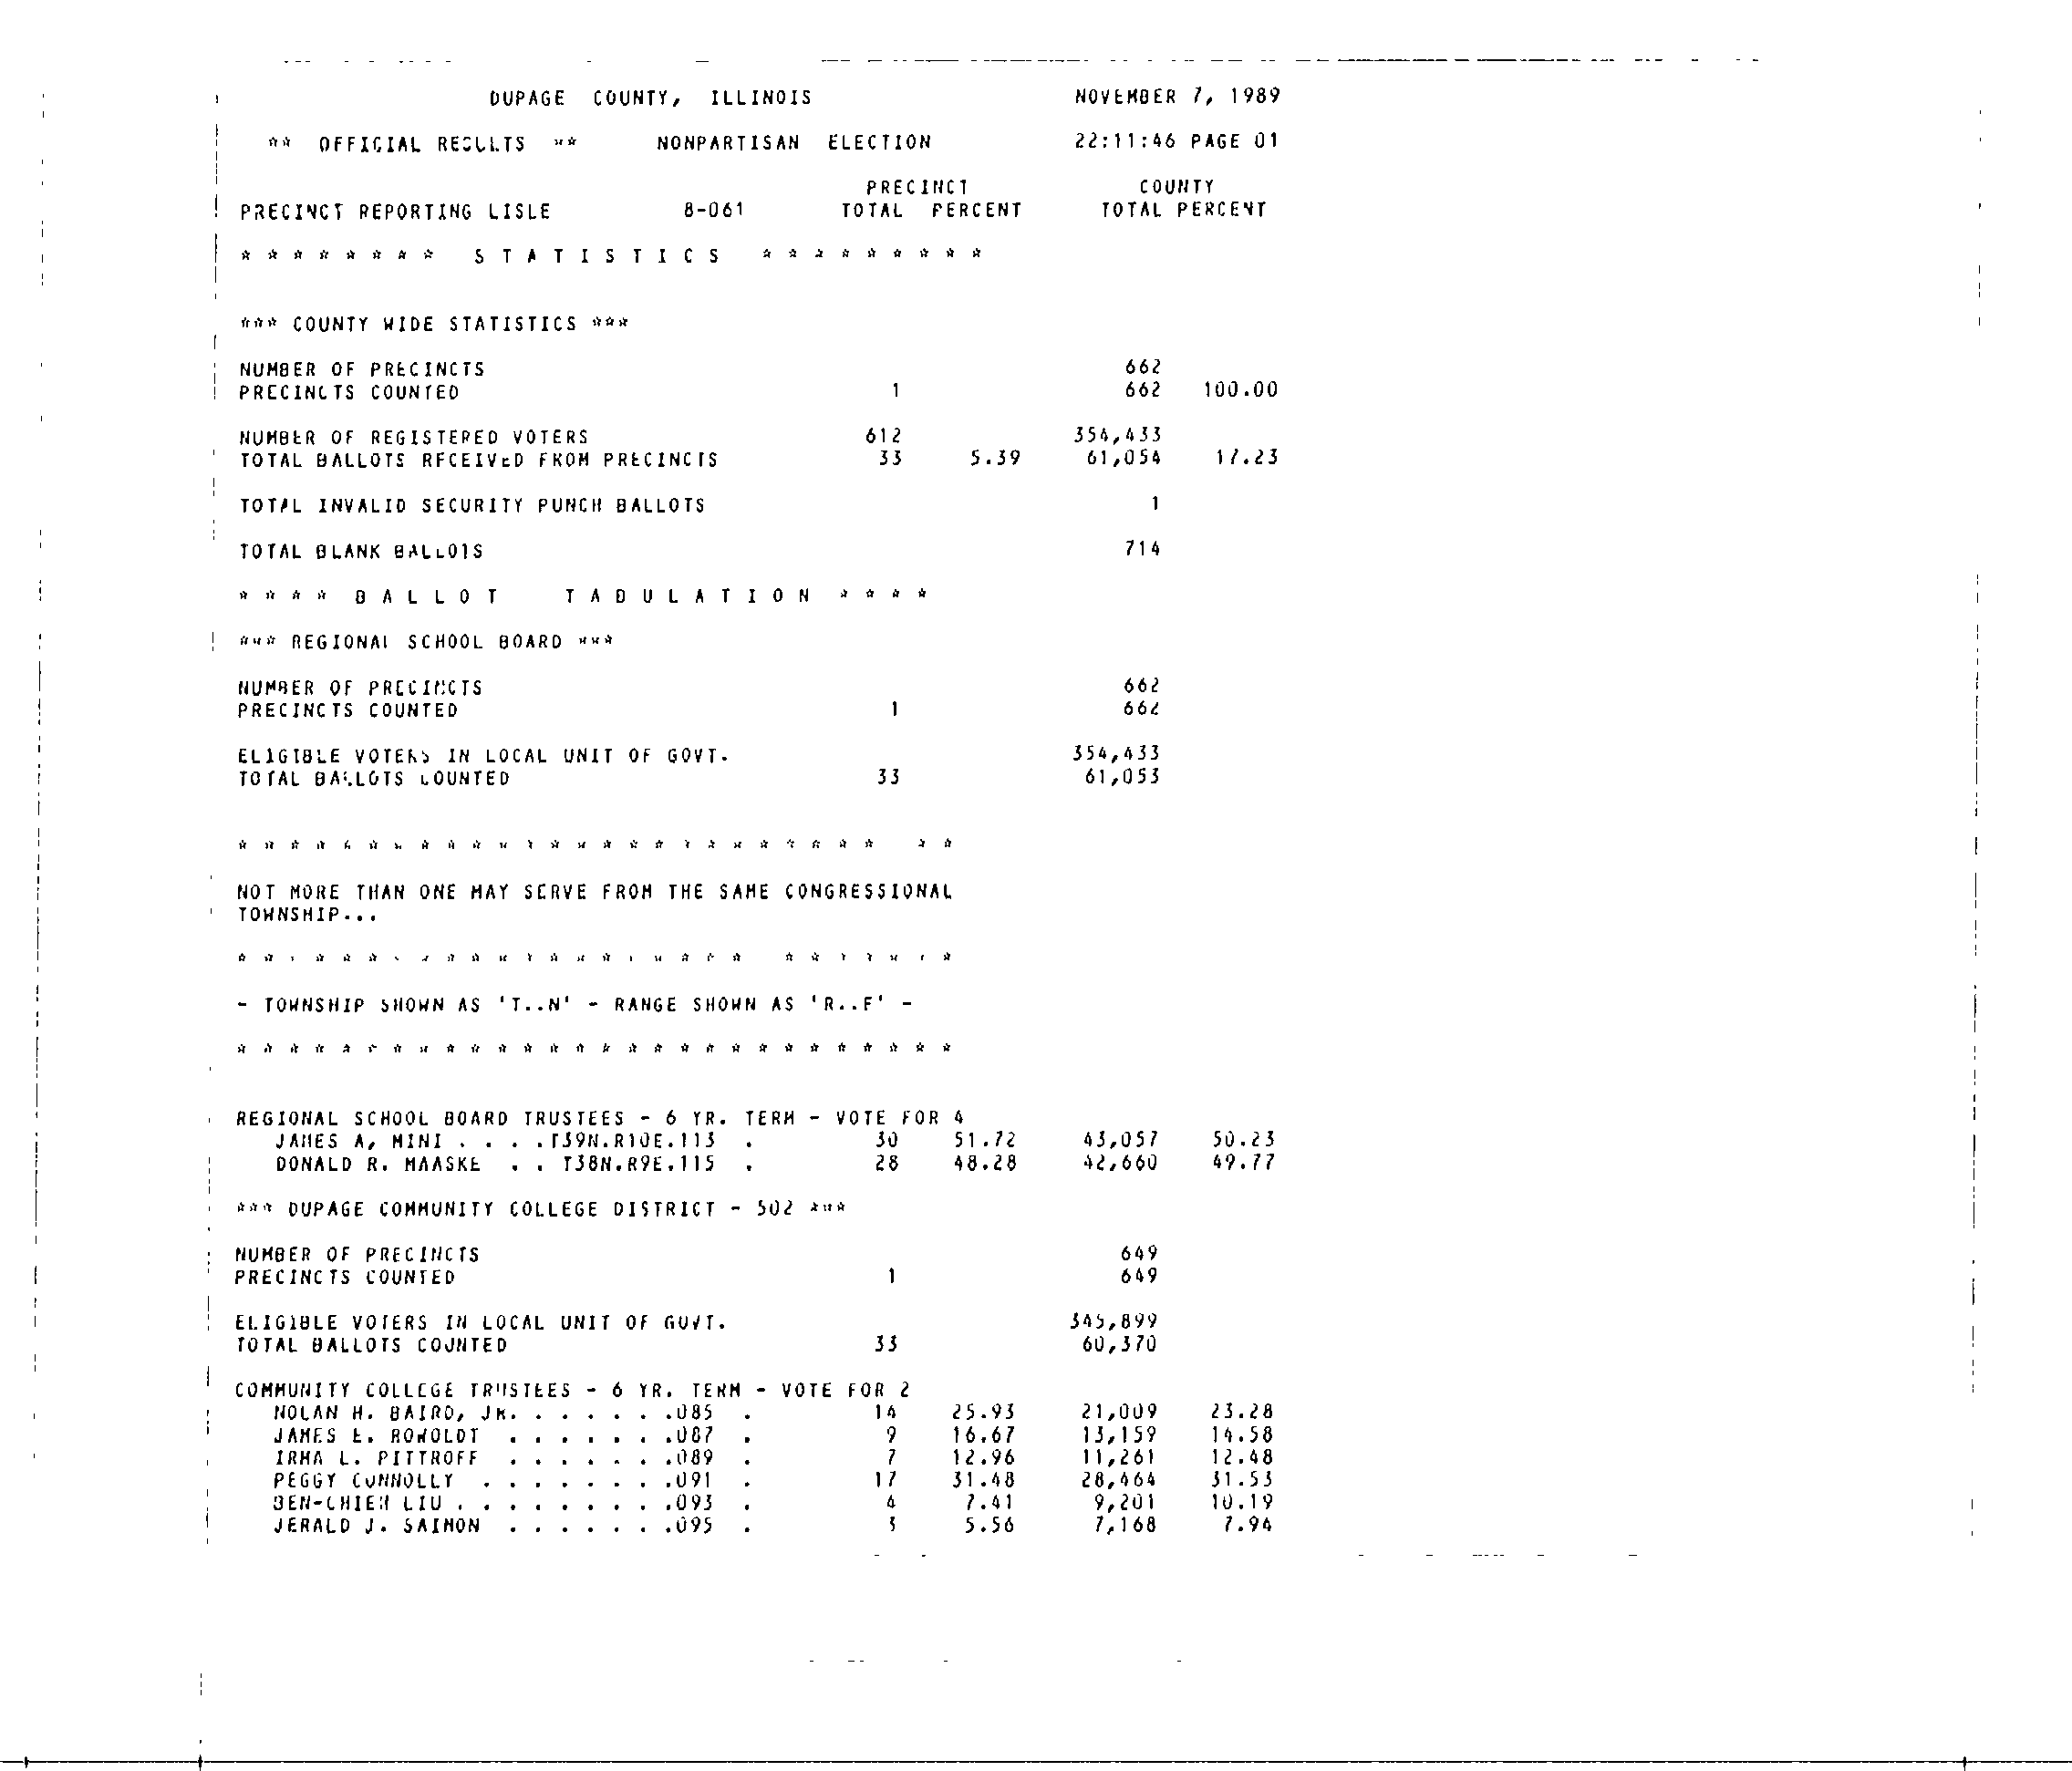 DUPAGE COUNTY, ILLINOIS NOVEMBER 7, 1989
** OFFICIAL RESULTS ** NONPARTISAN ELECTION 22:11:46 PAGE 01
PRECINCT COUNTY
PRECINCT REPORTING LISLE 8-061 TOTAL PERCENT TOTAL PERCENT
* * * * * * * * S T A T I S T I C S * * * * * * * * *
*** COUNTY WIDE STATISTICS ***
NUMBER OF PRECINCTS 662
PRECINCTS COUNTED 1 662 100.00
NUMBER OF REGISTERED VOTERS 612 354,433
TOTAL BALLOTS RECEIVED FROM PRECINCTS 33 5.39 61,054 17.23
TOTAL INVALID SECURITY PUNCH BALLOTS 1
TOTAL BLANK BALLOTS 714
* * * * B A L L O T T A B U L A T I O N * * * *
*** REGIONAL SCHOOL BOARD ***
NUMBER OF PRECINCTS 662
PRECINCTS COUNTED 1 662
ELIGIBLE VOTERS IN LOCAL UNIT OF GOVT. 354,433
TOTAL BALLOTS COUNTED 33 61,053
* * * * * * * * * * * * * * * * * * * * * * * * * * *
NOT MORE THAN ONE MAY SERVE FROM THE SAME CONGRESSIONAL
TOWNSHIP...
* * * * * * * * * * * * * * * * * * * * * * * * * * *
- TOWNSHIP SHOWN AS 'T..N' - RANGE SHOWN AS 'R..E' -
* * * * * * * * * * * * * * * * * * * * * * * * * * * *
REGIONAL SCHOOL BOARD TRUSTEES - 6 YR. TERM - VOTE FOR 4
JAMES A, MINI . . . .T39N.R10E.113 . 30 51.72 43,057 50.23
DONALD R. MAASKE . . T38N.R9E.115 . 28 48.28 42,660 49.77
*** DUPAGE COMMUNITY COLLEGE DISTRICT - 502 ***
NUMBER OF PRECINCTS 649
PRECINCTS COUNTED 1 649
ELIGIBLE VOTERS IN LOCAL UNIT OF GOVT. 345,899
TOTAL BALLOTS COUNTED 33 60,370
COMMUNITY COLLEGE TRUSTEES - 6 YR. TERM - VOTE FOR 2
NOLAN H. BAIRD, JR. . . . . . .085 . 14 25.93 21,009 23.28
JAMES E. ROWOLDT . . . . . . .087 . 9 16.67 13,159 14.58
IRMA L. PITTROFF . . . . . . .089 . 7 12.96 11,261 12.48
PEGGY CONNOLLY . . . . . . . .091 . 17 31.48 28,464 31.53
BEN-CHIEH LIU . . . . . . . . .093 . 4 7.41 9,201 10.19
JERALD J. SAIMON . . . . . . .095 . 3 5.56 7,168 7.94